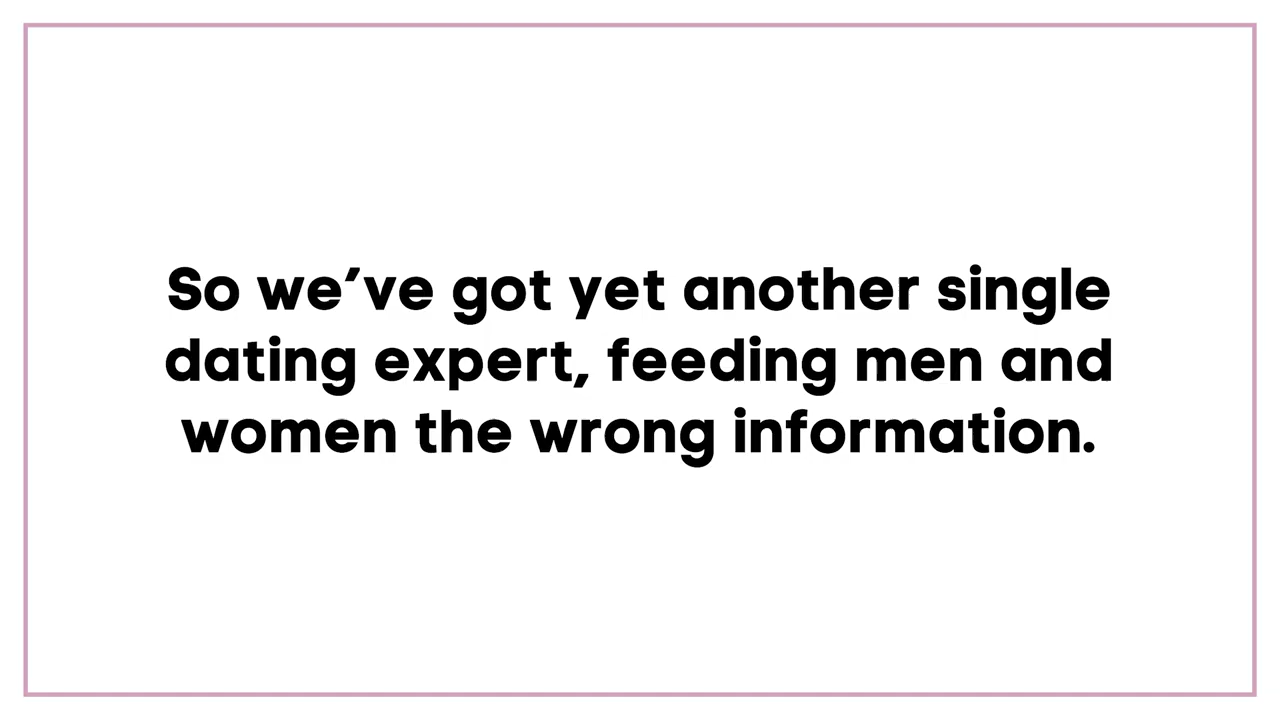 So we’ve got yet another single
dating expert, feeding men and
women the wrong information.